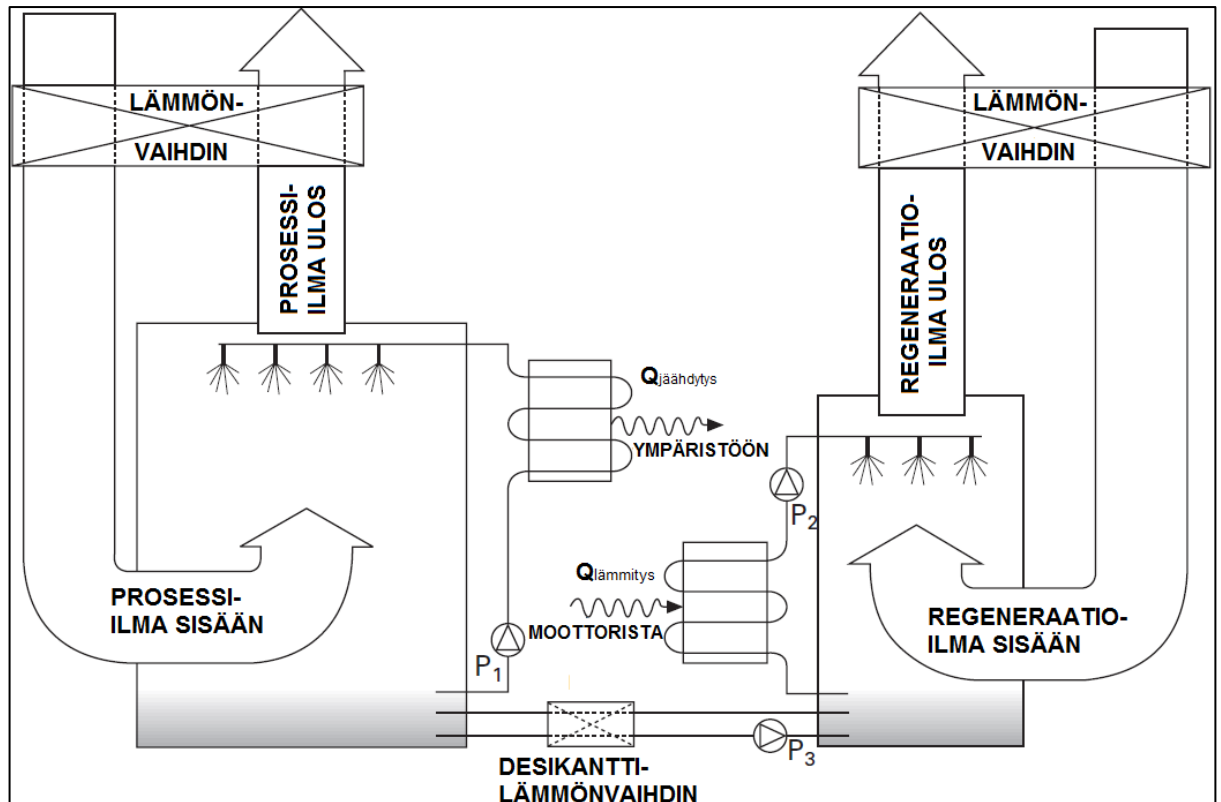 LÄMMÖN-
VAIHDIN
LÄMMÖN-
VAIHDIN
PROSESSI-
ILMA ULOS
REGENERAATIO-
ILMA ULOS
Qjäähdytys
YMPÄRISTÖÖN
P₂
Qlämmitys
MOOTTORISTA
PROSESSI-
ILMA SISÄÄN
REGENERAATIO-
ILMA SISÄÄN
P₁
P₃
DESIKANTTI-
LÄMMÖNVAIHDIN